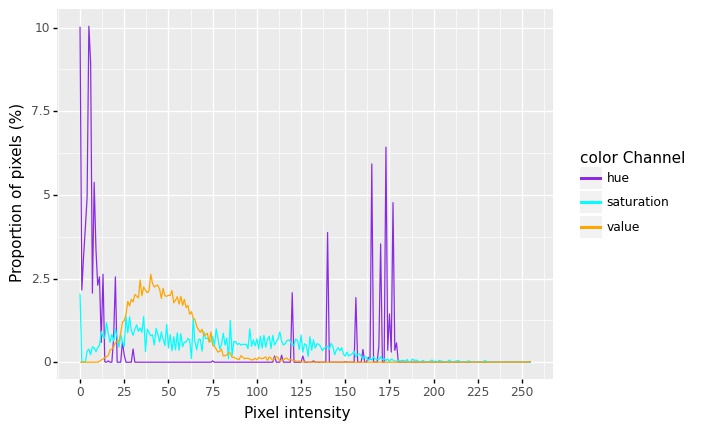 10
7.5
5
2.5
0
Proportion of pixels (%)
0
25
50
75
100
125
150
175
200
225
250
Pixel intensity
color Channel
hue
saturation
value